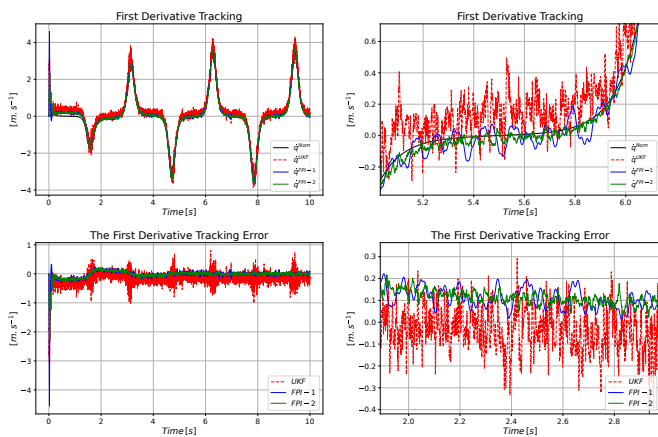 First Derivative Tracking
4
2
0
−2
−4
[m. s⁻¹]
0 2 4 6 8 10
Time [s]
q̇ᴺᵒᵐ
q̇ᵁᴷᶠ
q̇ᶠᴾᴵ⁻¹
q̇ᶠᴾᴵ⁻²
First Derivative Tracking
0.6
0.4
0.2
0.0
−0.2
[m. s⁻¹]
5.2 5.4 5.6 5.8 6.0
Time [s]
q̇ᴺᵒᵐ
q̇ᵁᴷᶠ
q̇ᶠᴾᴵ⁻¹
q̇ᶠᴾᴵ⁻²
The First Derivative Tracking Error
1
0
−1
−2
−3
−4
[m. s⁻¹]
0 2 4 6 8 10
Time [s]
UKF
FPI − 1
FPI − 2
The First Derivative Tracking Error
0.3
0.2
0.1
0.0
−0.1
−0.2
−0.3
−0.4
[m. s⁻¹]
2.0 2.2 2.4 2.6 2.8
Time [s]
UKF
FPI − 1
FPI − 2